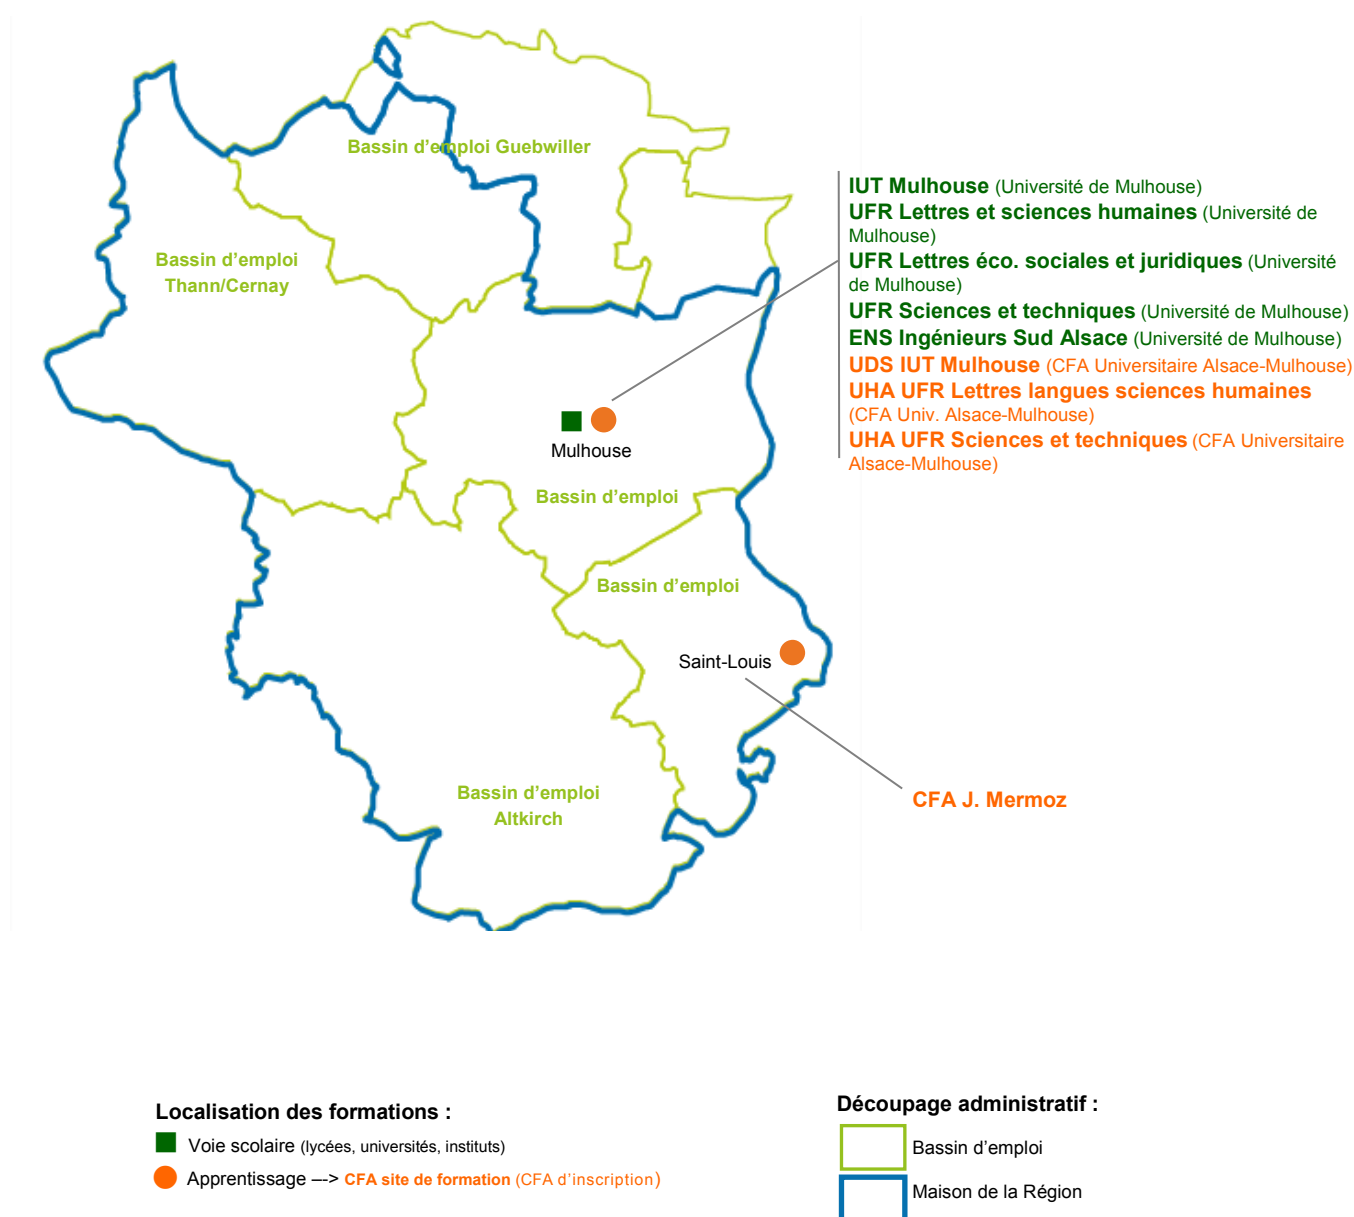 Bassin d'emploi Guebwiller
Bassin d'emploi
Thann/Cernay
IUT Mulhouse (Université de Mulhouse)
UFR Lettres et sciences humaines (Université de
Mulhouse)
UFR Lettres éco. sociales et juridiques (Université
de Mulhouse)
UFR Sciences et techniques (Université de Mulhouse)
ENS Ingénieurs Sud Alsace (Université de Mulhouse)
UDS IUT Mulhouse (CFA Universitaire Alsace-Mulhouse)
UHA UFR Lettres langues sciences humaines
(CFA Univ. Alsace-Mulhouse)
UHA UFR Sciences et techniques (CFA Universitaire
Alsace-Mulhouse)
Mulhouse
Bassin d'emploi
Bassin d'emploi
Saint-Louis
Bassin d'emploi
Altkirch
CFA J. Mermoz
Localisation des formations :
Voie scolaire (lycées, universités, instituts)
Apprentissage –-> CFA site de formation (CFA d'inscription)
Découpage administratif :
Bassin d'emploi
Maison de la Région